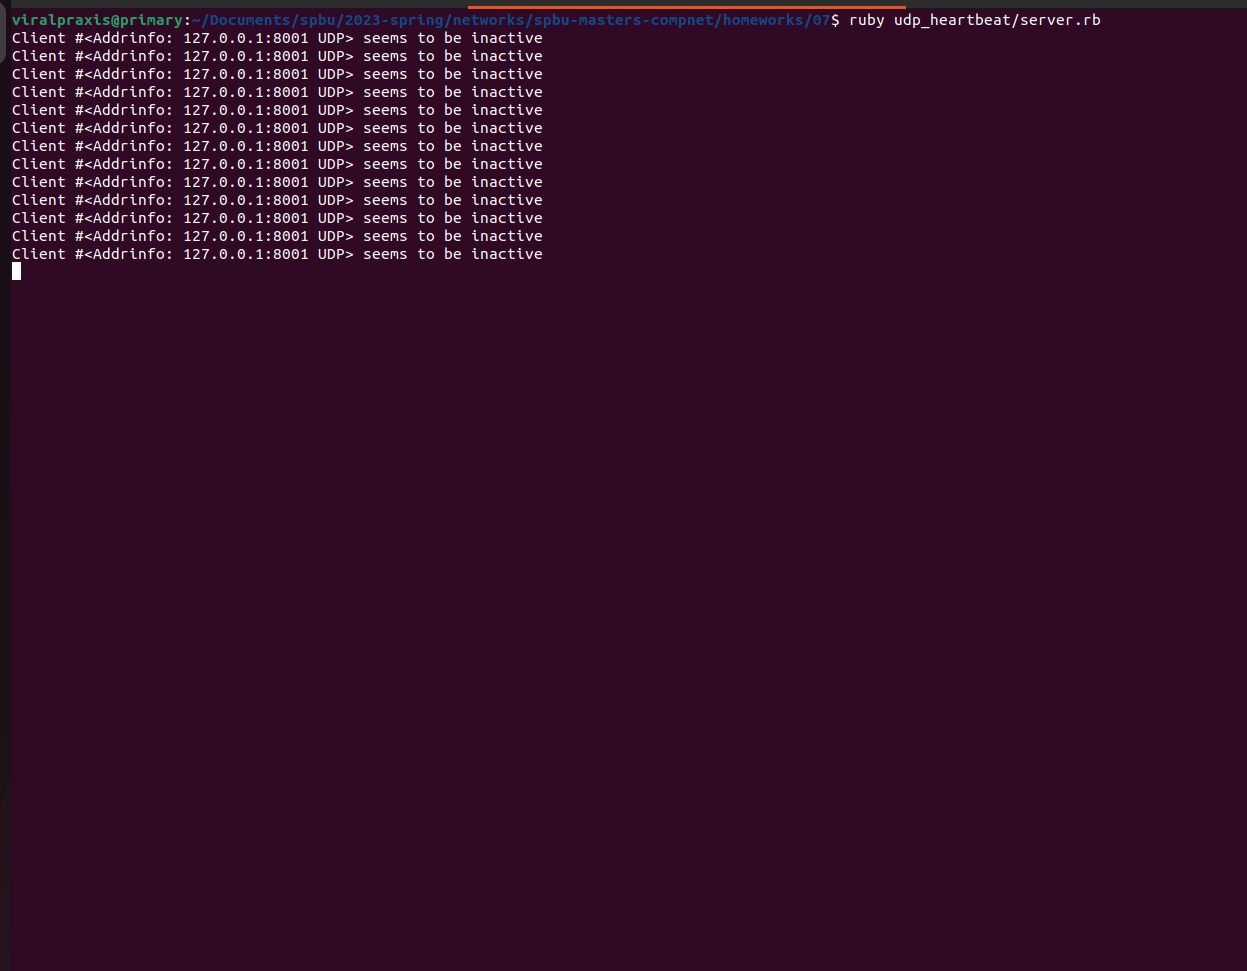 viralpraxis@primary:~/Documents/spbu/2023-spring/networks/spbu-masters-compnet/homeworks/07$ ruby udp_heartbeat/server.rb
Client #<Addrinfo: 127.0.0.1:8001 UDP> seems to be inactive
Client #<Addrinfo: 127.0.0.1:8001 UDP> seems to be inactive
Client #<Addrinfo: 127.0.0.1:8001 UDP> seems to be inactive
Client #<Addrinfo: 127.0.0.1:8001 UDP> seems to be inactive
Client #<Addrinfo: 127.0.0.1:8001 UDP> seems to be inactive
Client #<Addrinfo: 127.0.0.1:8001 UDP> seems to be inactive
Client #<Addrinfo: 127.0.0.1:8001 UDP> seems to be inactive
Client #<Addrinfo: 127.0.0.1:8001 UDP> seems to be inactive
Client #<Addrinfo: 127.0.0.1:8001 UDP> seems to be inactive
Client #<Addrinfo: 127.0.0.1:8001 UDP> seems to be inactive
Client #<Addrinfo: 127.0.0.1:8001 UDP> seems to be inactive
Client #<Addrinfo: 127.0.0.1:8001 UDP> seems to be inactive
Client #<Addrinfo: 127.0.0.1:8001 UDP> seems to be inactive